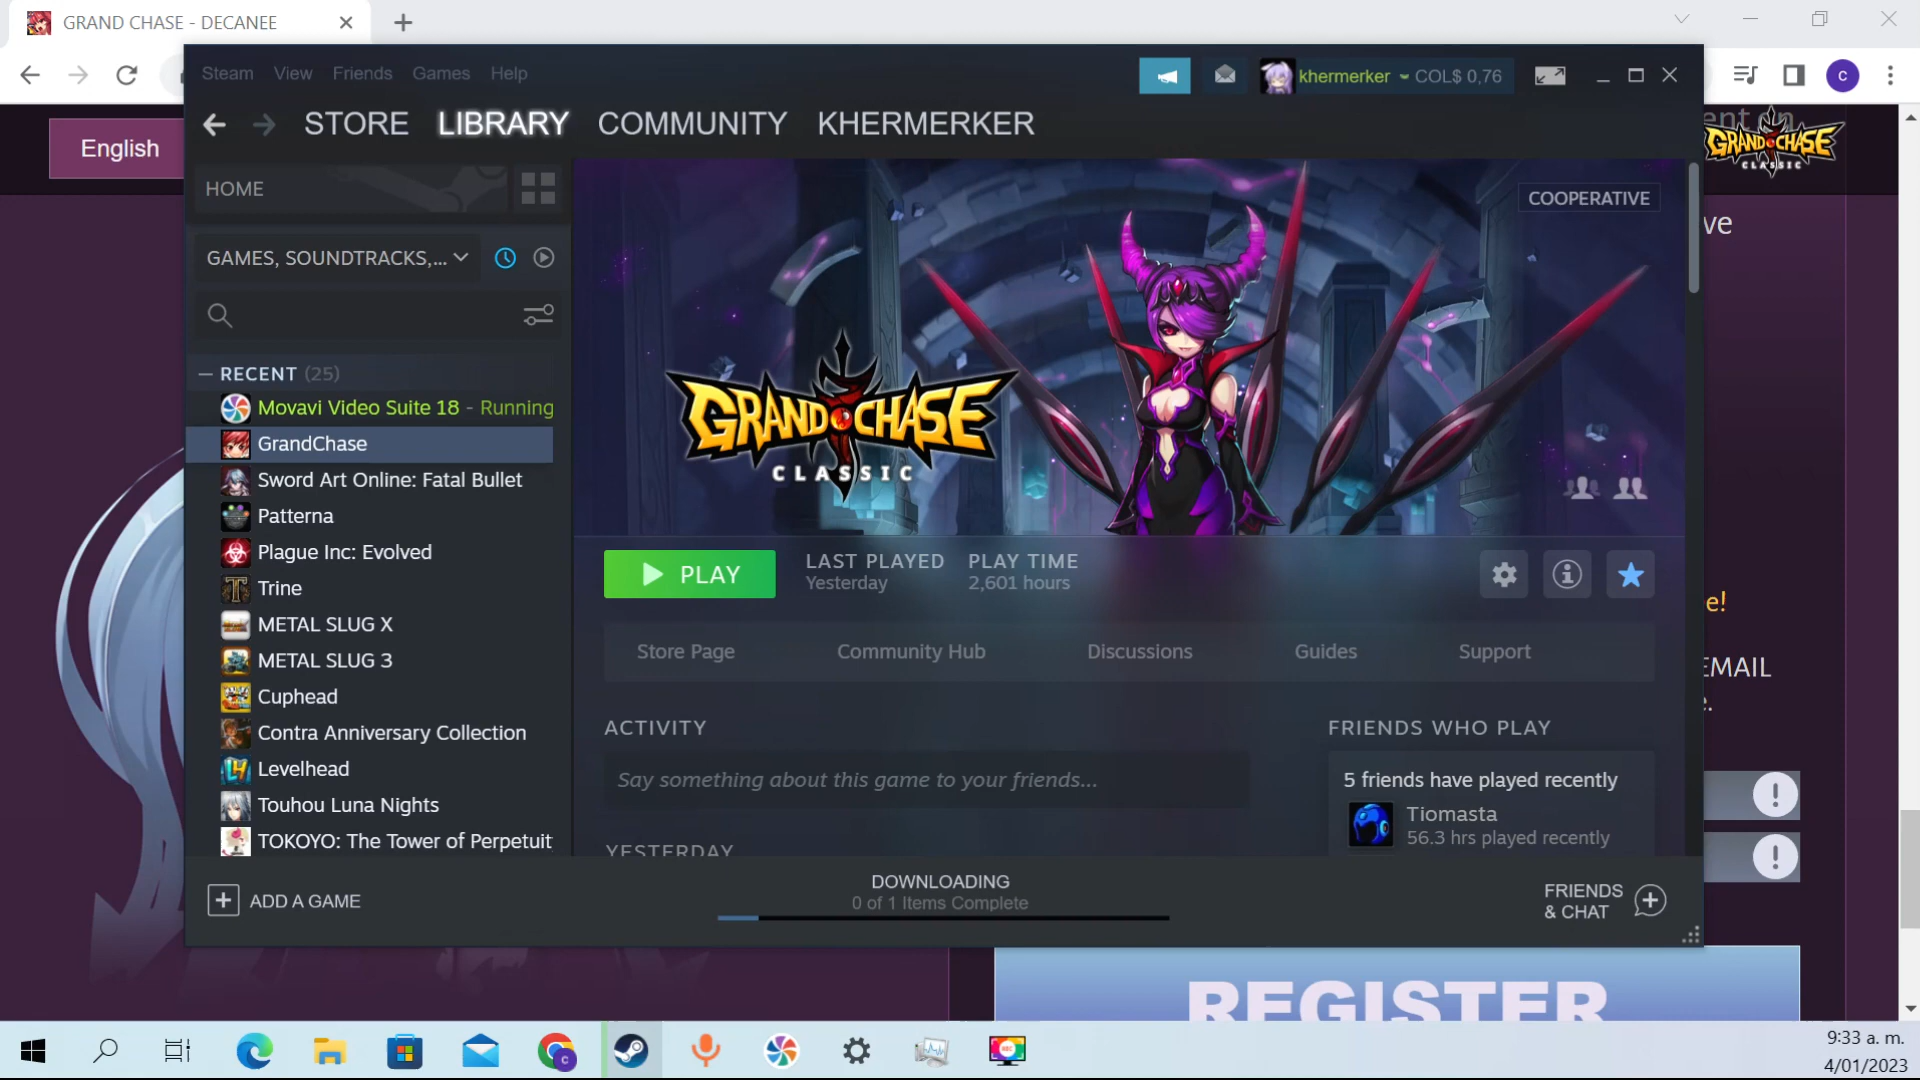 GRAND CHASE - DECANEE
Steam View Friends Games Help
khermerker COL$ 0,76
c
STORE LIBRARY COMMUNITY KHERMERKER
English
ent on
GRAND CHASE
CLASSIC
HOME
COOPERATIVE
ve
GAMES, SOUNDTRACKS,...
RECENT (25)
Movavi Video Suite 18 - Running
GrandChase
Sword Art Online: Fatal Bullet
Patterna
Plague Inc: Evolved
Trine
METAL SLUG X
METAL SLUG 3
Cuphead
Contra Anniversary Collection
Levelhead
Touhou Luna Nights
TOKOYO: The Tower of Perpetuit
GRAND CHASE
CLASSIC
PLAY
LAST PLAYED
Yesterday
PLAY TIME
2,601 hours
e!
Store Page Community Hub Discussions Guides Support
EMAIL
e.
ACTIVITY
FRIENDS WHO PLAY
Say something about this game to your friends...
5 friends have played recently
Tiomasta
56.3 hrs played recently
YESTERDAY
ADD A GAME
DOWNLOADING
0 of 1 Items Complete
FRIENDS
& CHAT
REGISTER
9:33 a. m.
4/01/2023